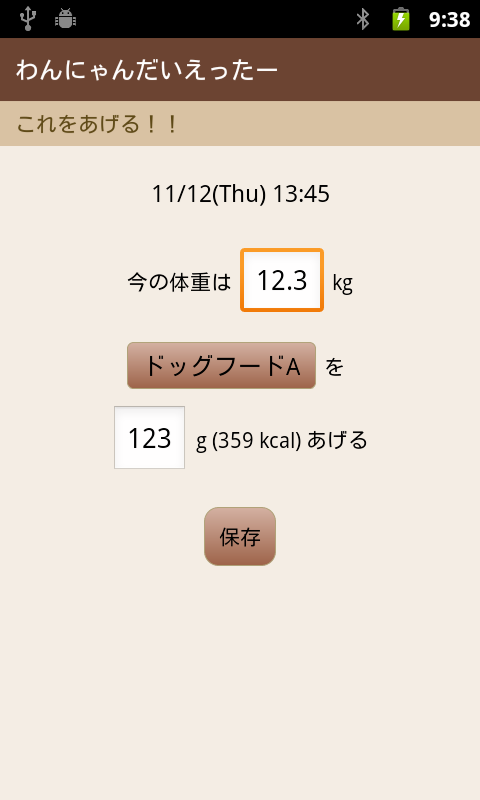 9:38
わんにゃんだいえったー
これをあげる！！
11/12(Thu) 13:45
今の体重は 12.3 kg
ドッグフードA を
123 g (359 kcal) あげる
保存